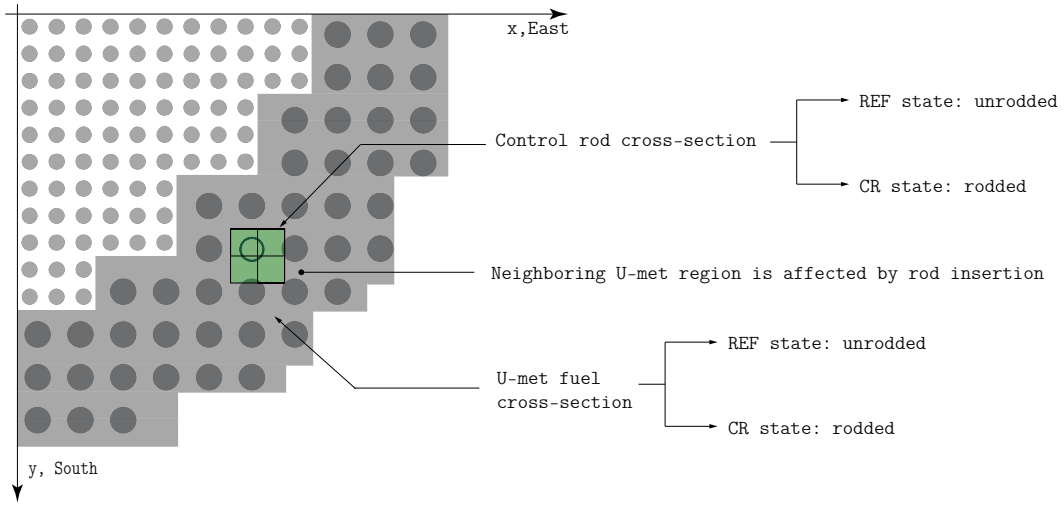 x,East
REF state: unrodded
Control rod cross-section
CR state: rodded
Neighboring U-met region is affected by rod insertion
REF state: unrodded
U-met fuel
cross-section
CR state: rodded
y, South